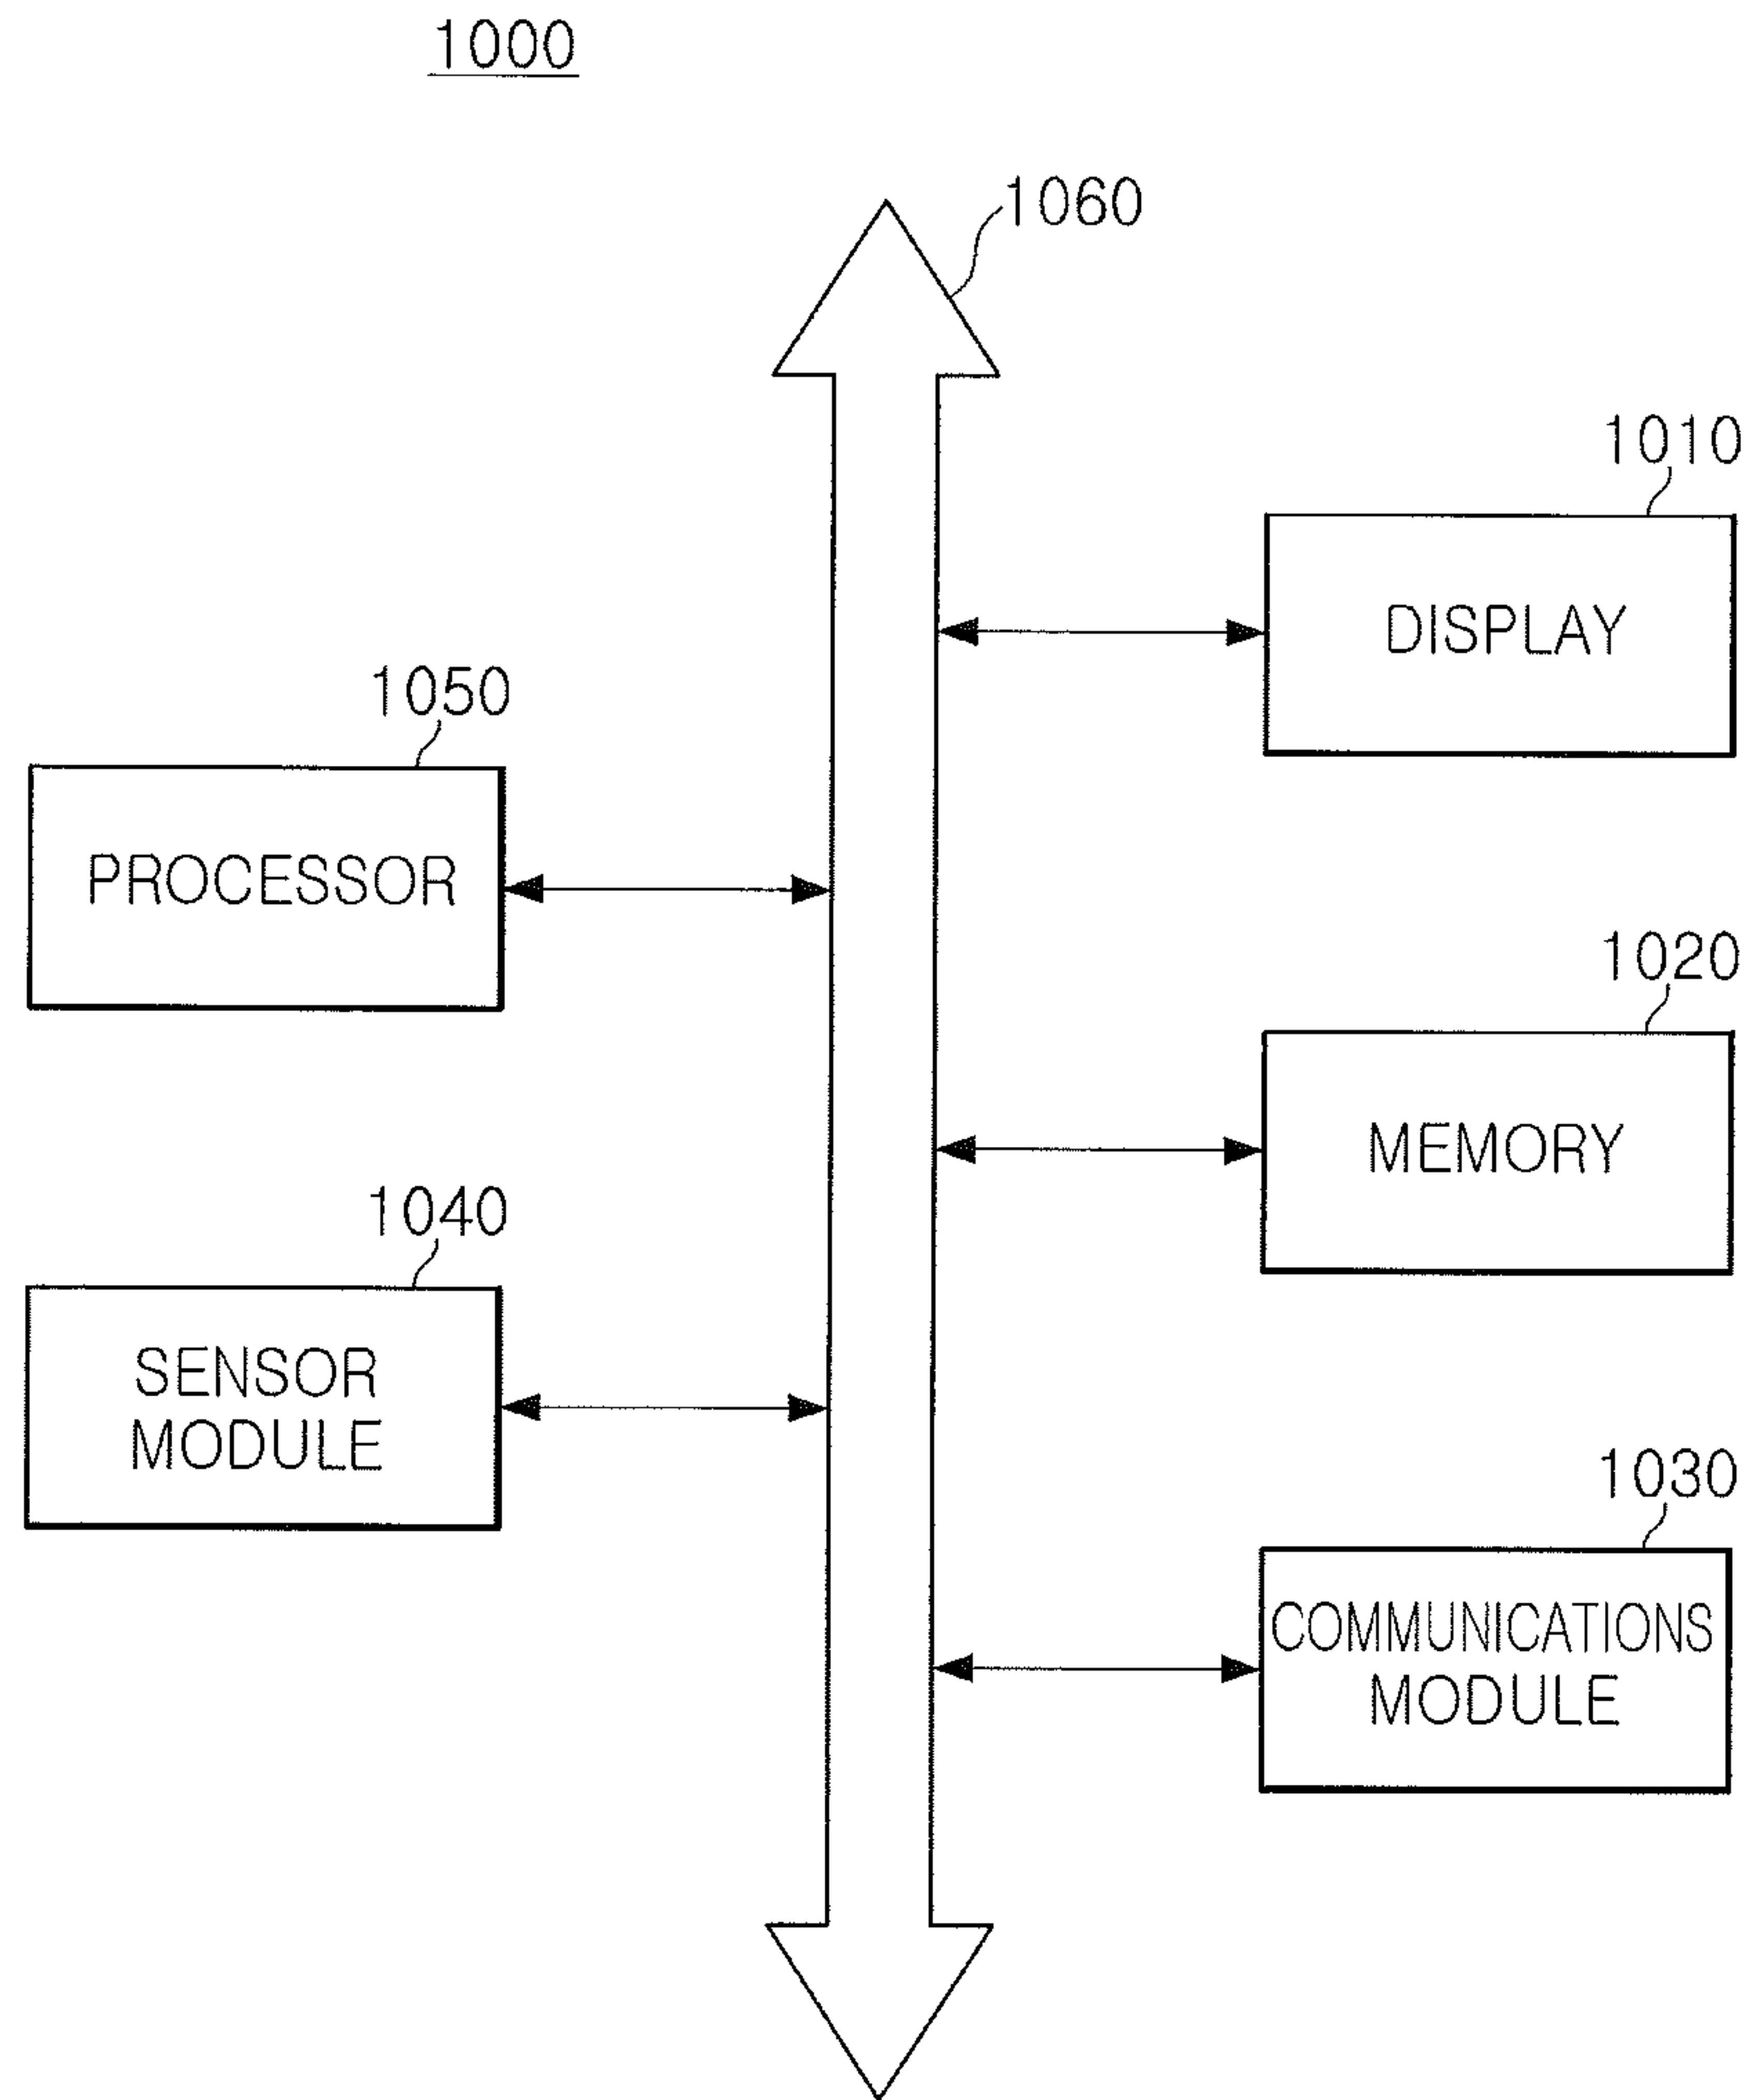 1000
1060
1010
DISPLAY
1050
PROCESSOR
1020
MEMORY
1040
SENSOR
MODULE
1030
COMMUNICATIONS
MODULE